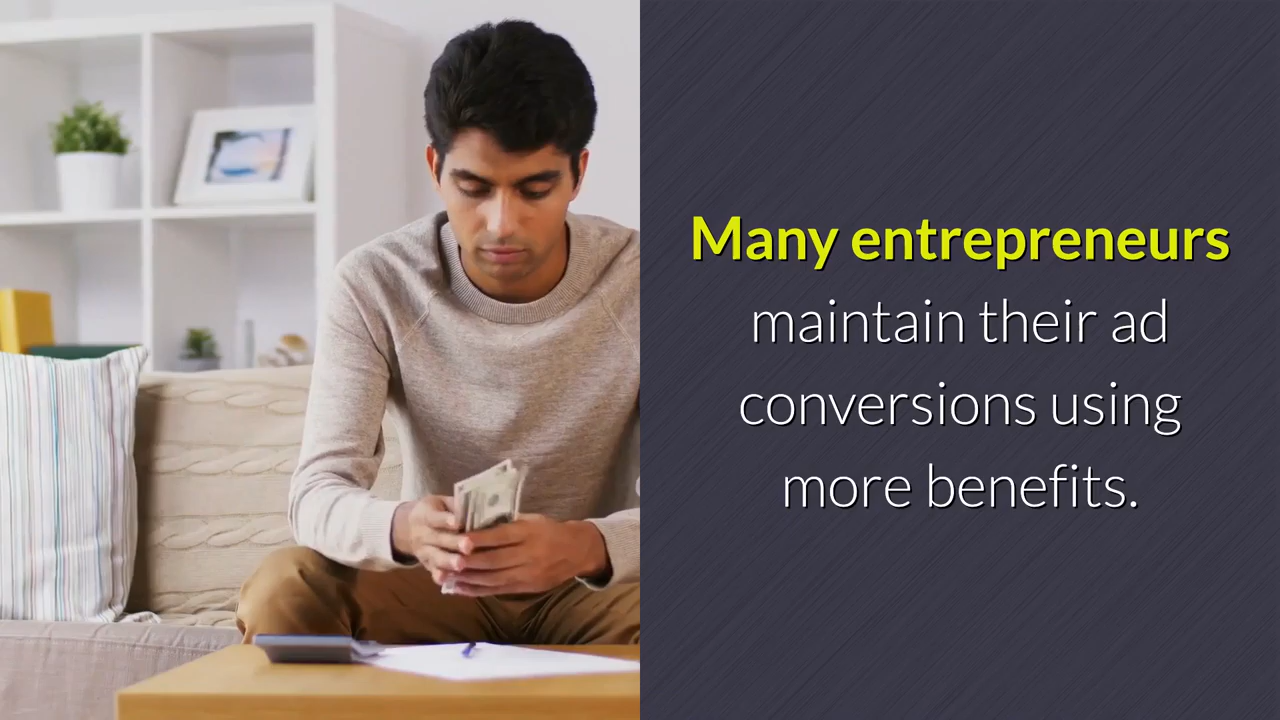 Many entrepreneurs
maintain their ad
conversions using
more benefits.